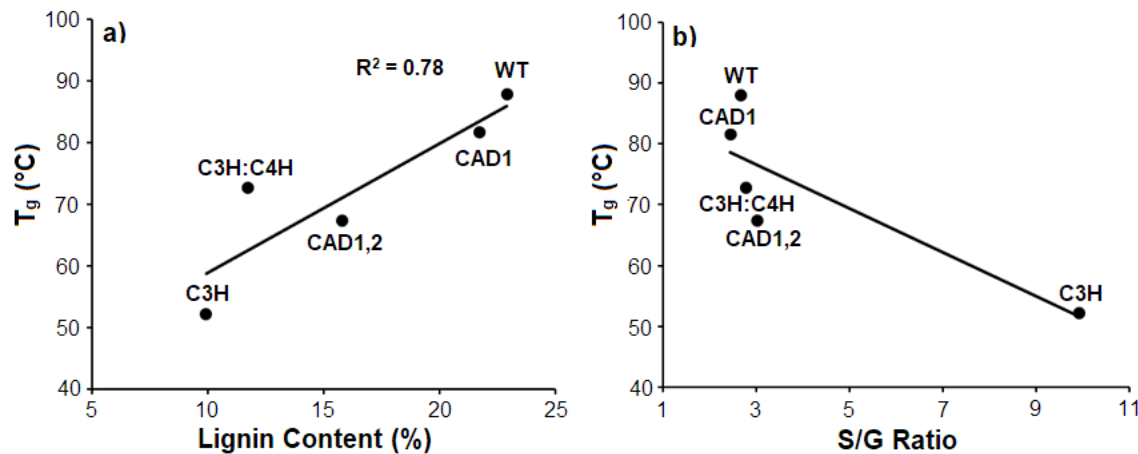 a)
R² = 0.78
WT
CAD1
C3H:C4H
CAD1,2
C3H
100
90
80
70
60
50
40
Tg (°C)
5 10 15 20 25
Lignin Content (%)
b)
WT
CAD1
C3H:C4H
CAD1,2
C3H
100
90
80
70
60
50
40
Tg (°C)
1 3 5 7 9 11
S/G Ratio